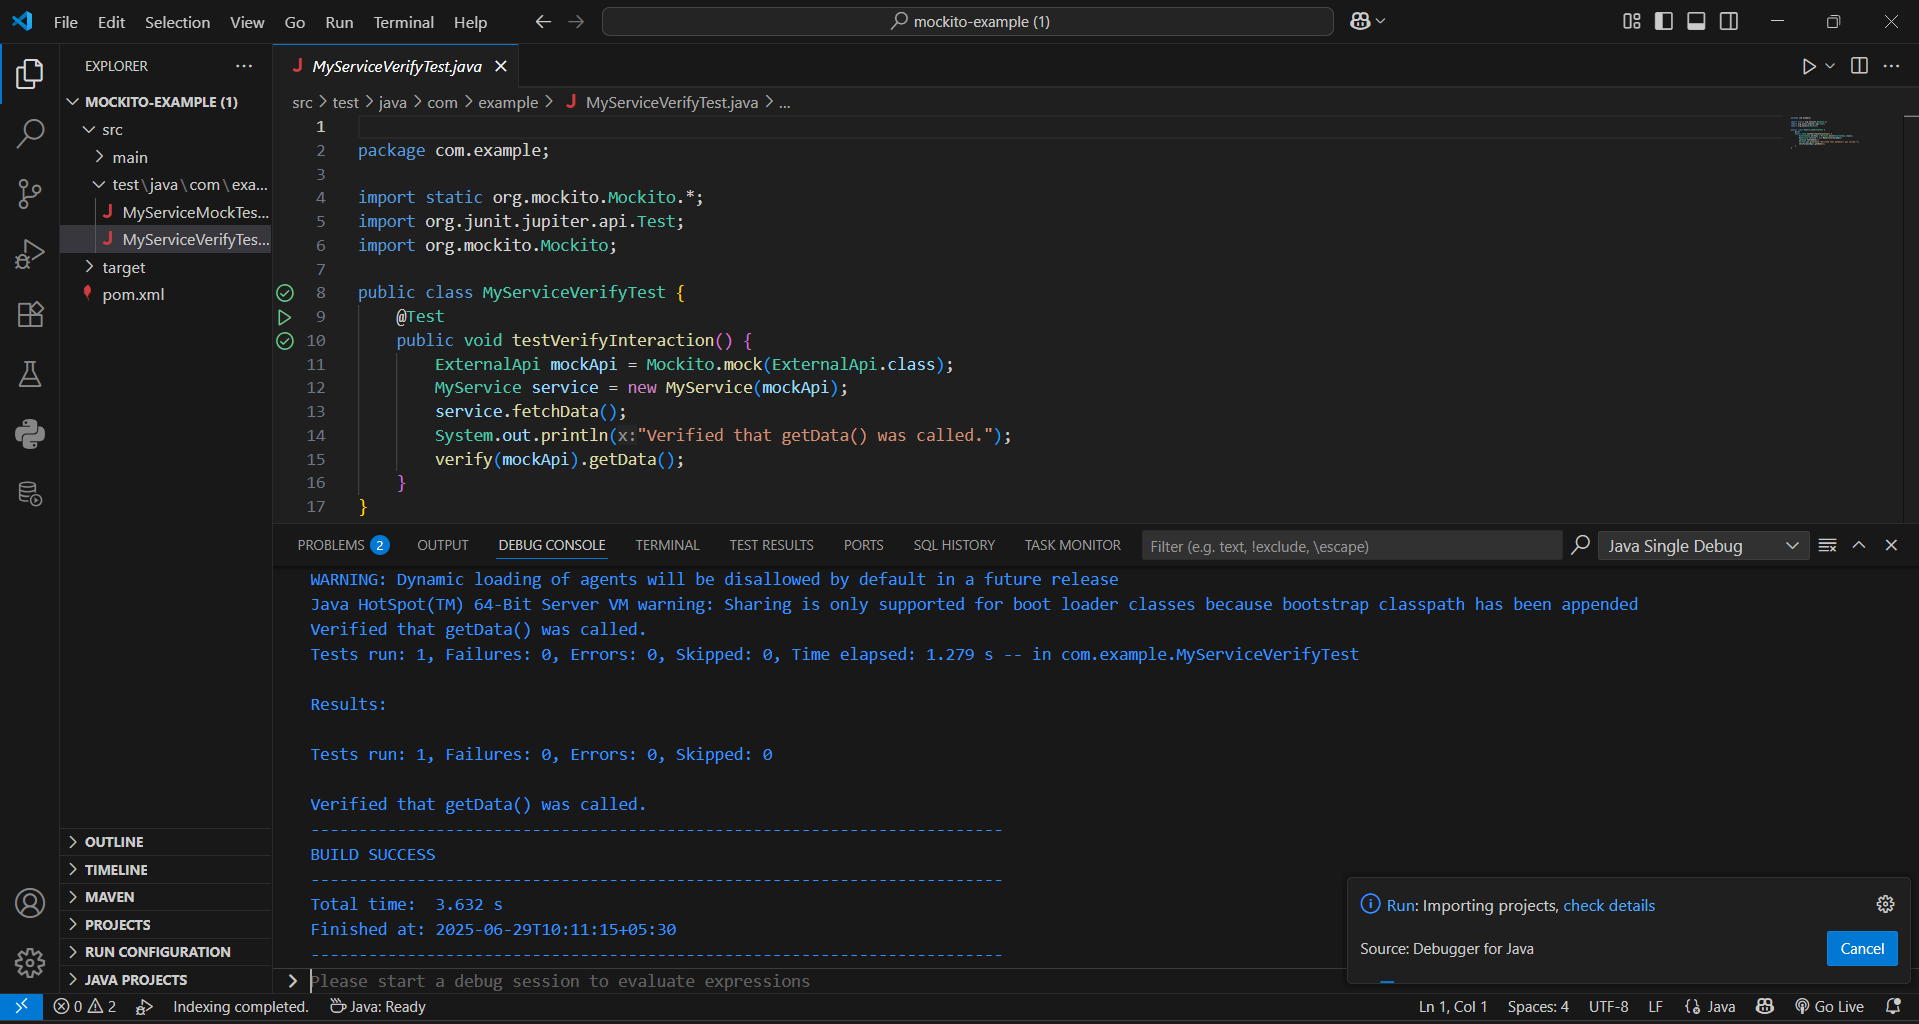 File Edit Selection View Go Run Terminal Help
mockito-example (1)
EXPLORER
MyServiceVerifyTest.java
MOCKITO-EXAMPLE (1)
src
main
test\java\com\exa...
MyServiceMockTes...
MyServiceVerifyTes...
target
pom.xml
OUTLINE
TIMELINE
MAVEN
PROJECTS
RUN CONFIGURATION
JAVA PROJECTS
src > test > java > com > example > MyServiceVerifyTest.java > ...
1
2 package com.example;
3
4 import static org.mockito.Mockito.*;
5 import org.junit.jupiter.api.Test;
6 import org.mockito.Mockito;
7
8 public class MyServiceVerifyTest {
9 @Test
10 public void testVerifyInteraction() {
11 ExternalApi mockApi = Mockito.mock(ExternalApi.class);
12 MyService service = new MyService(mockApi);
13 service.fetchData();
14 System.out.println(x:"Verified that getData() was called.");
15 verify(mockApi).getData();
16 }
17 }
PROBLEMS 2 OUTPUT DEBUG CONSOLE TERMINAL TEST RESULTS PORTS SQL HISTORY TASK MONITOR Filter (e.g. text, !exclude, \escape) Java Single Debug
WARNING: Dynamic loading of agents will be disallowed by default in a future release
Java HotSpot(TM) 64-Bit Server VM warning: Sharing is only supported for boot loader classes because bootstrap classpath has been appended
Verified that getData() was called.
Tests run: 1, Failures: 0, Errors: 0, Skipped: 0, Time elapsed: 1.279 s -- in com.example.MyServiceVerifyTest
Results:
Tests run: 1, Failures: 0, Errors: 0, Skipped: 0
Verified that getData() was called.
------------------------------------------------------------------------
BUILD SUCCESS
------------------------------------------------------------------------
Total time: 3.632 s
Finished at: 2025-06-29T10:11:15+05:30
------------------------------------------------------------------------
Please start a debug session to evaluate expressions
Run: Importing projects, check details
Source: Debugger for Java
Cancel
0 2 Indexing completed. Java: Ready Ln 1, Col 1 Spaces: 4 UTF-8 LF {} Java Go Live